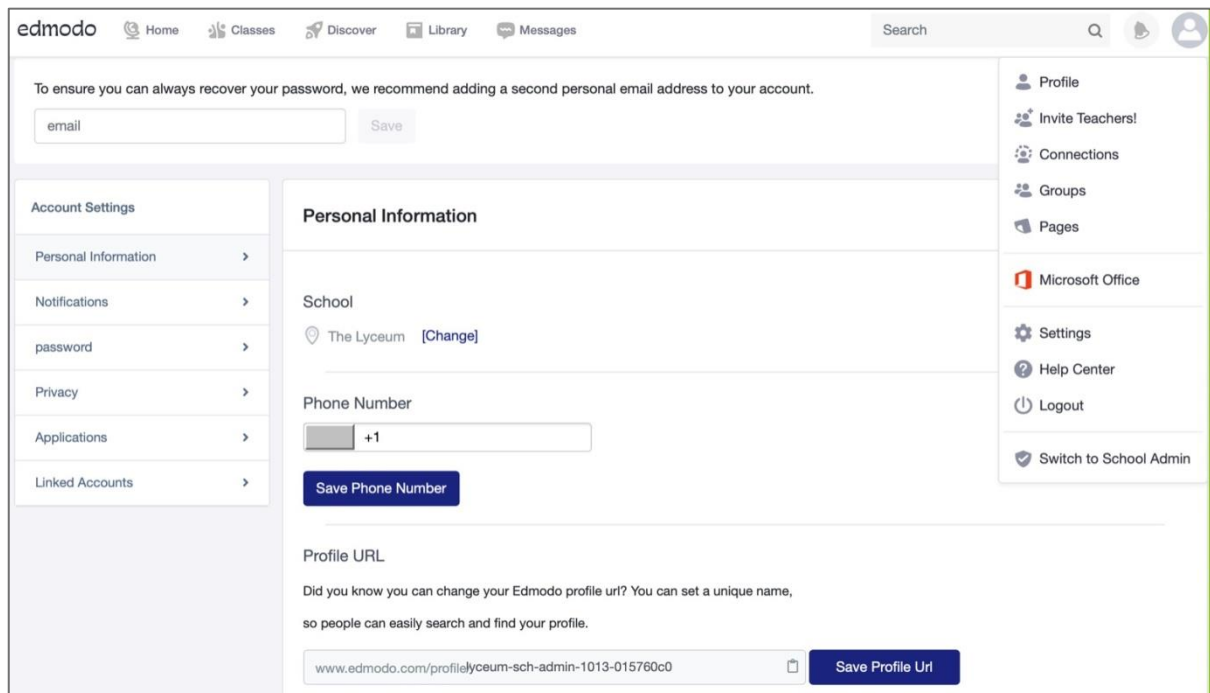 edmodo
Home
Classes
Discover
Library
Messages
Search
To ensure you can always recover your password, we recommend adding a second personal email address to your account.
email
Save
Profile
Invite Teachers!
Connections
Groups
Pages
Microsoft Office
Settings
Help Center
Logout
Switch to School Admin
Account Settings
Personal Information
Notifications
password
Privacy
Applications
Linked Accounts
Personal Information
School
The Lyceum [Change]
Phone Number
+1
Save Phone Number
Profile URL
Did you know you can change your Edmodo profile url? You can set a unique name,
so people can easily search and find your profile.
www.edmodo.com/profile/lyceum-sch-admin-1013-015760c0
Save Profile Url